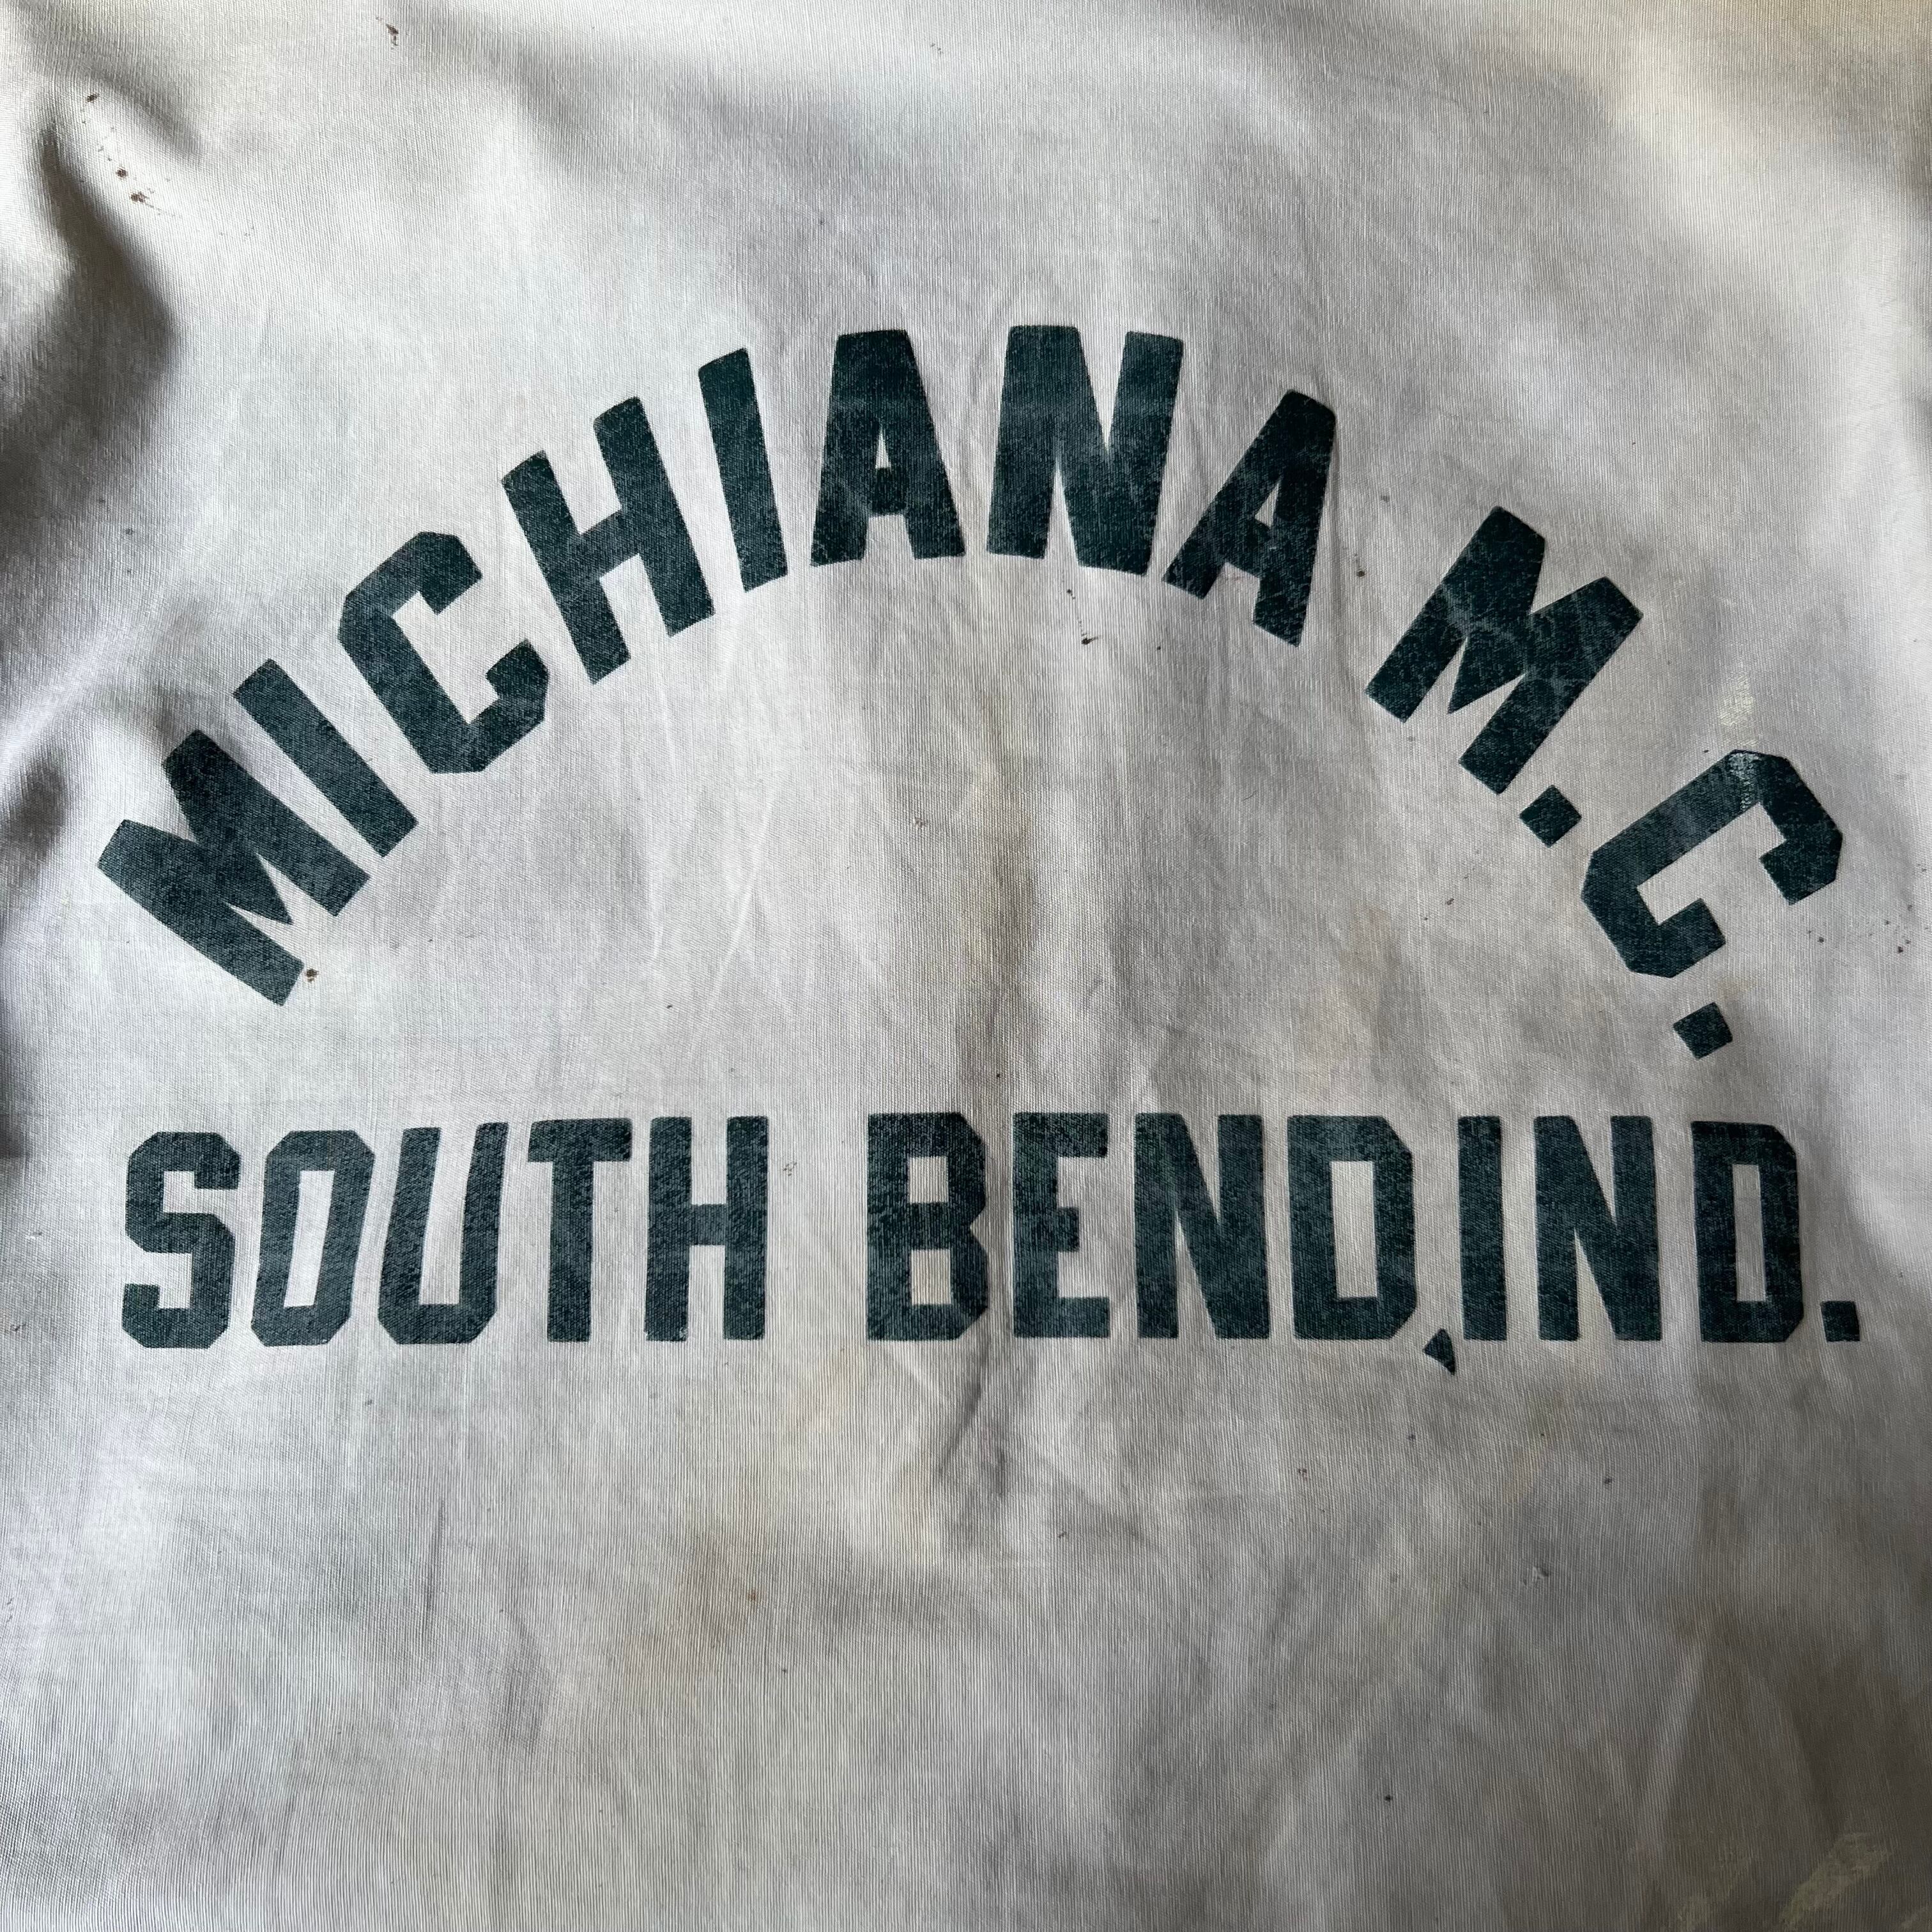 MICHIANA M.C.
SOUTH BEND, IND.